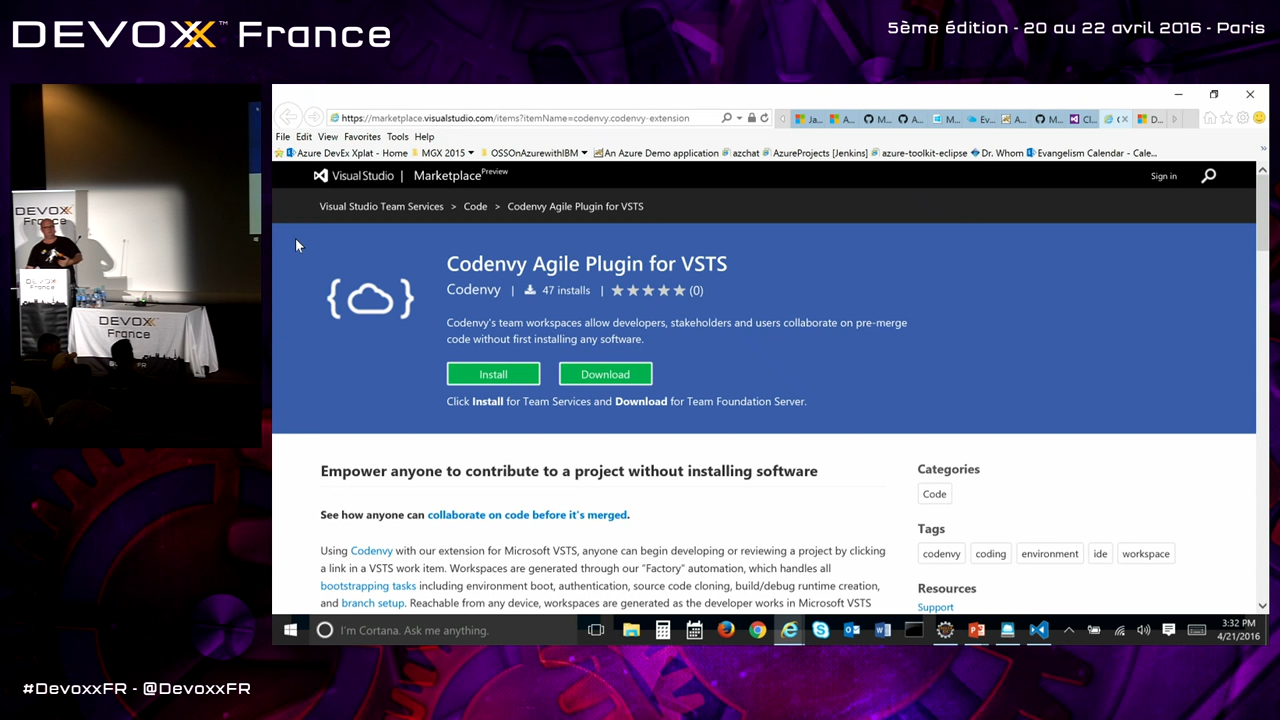 DEVOXX™ France
5ème édition - 20 au 22 avril 2016 - Paris
DEVOXX
France
DEVOXX
France
https://marketplace.visualstudio.com/items?itemName=codenvy.codenvy-extension
Ja...
A...
M...
A...
M...
Ev...
A...
M...
Cl...
D...
File Edit View Favorites Tools Help
Azure DevEx Xplat - Home MGX 2015 OSSOnAzurewithIBM An Azure Demo application azchat AzureProjects [Jenkins] azure-toolkit-eclipse Dr. Whom Evangelism Calendar - Cale...
Visual Studio | Marketplace Preview
Sign in
Visual Studio Team Services > Code > Codenvy Agile Plugin for VSTS
Codenvy Agile Plugin for VSTS
Codenvy | 47 installs | (0)
Codenvy's team workspaces allow developers, stakeholders and users collaborate on pre-merge
code without first installing any software.
Install Download
Click Install for Team Services and Download for Team Foundation Server.
Empower anyone to contribute to a project without installing software
See how anyone can collaborate on code before it's merged.
Using Codenvy with our extension for Microsoft VSTS, anyone can begin developing or reviewing a project by clicking
a link in a VSTS work item. Workspaces are generated through our "Factory" automation, which handles all
bootstrapping tasks including environment boot, authentication, source code cloning, build/debug runtime creation,
and branch setup. Reachable from any device, workspaces are generated as the developer works in Microsoft VSTS
Categories
Code
Tags
codenvy coding environment ide workspace
Resources
Support
I'm Cortana. Ask me anything.
3:32 PM
4/21/2016
#DevoxxFR - @DevoxxFR